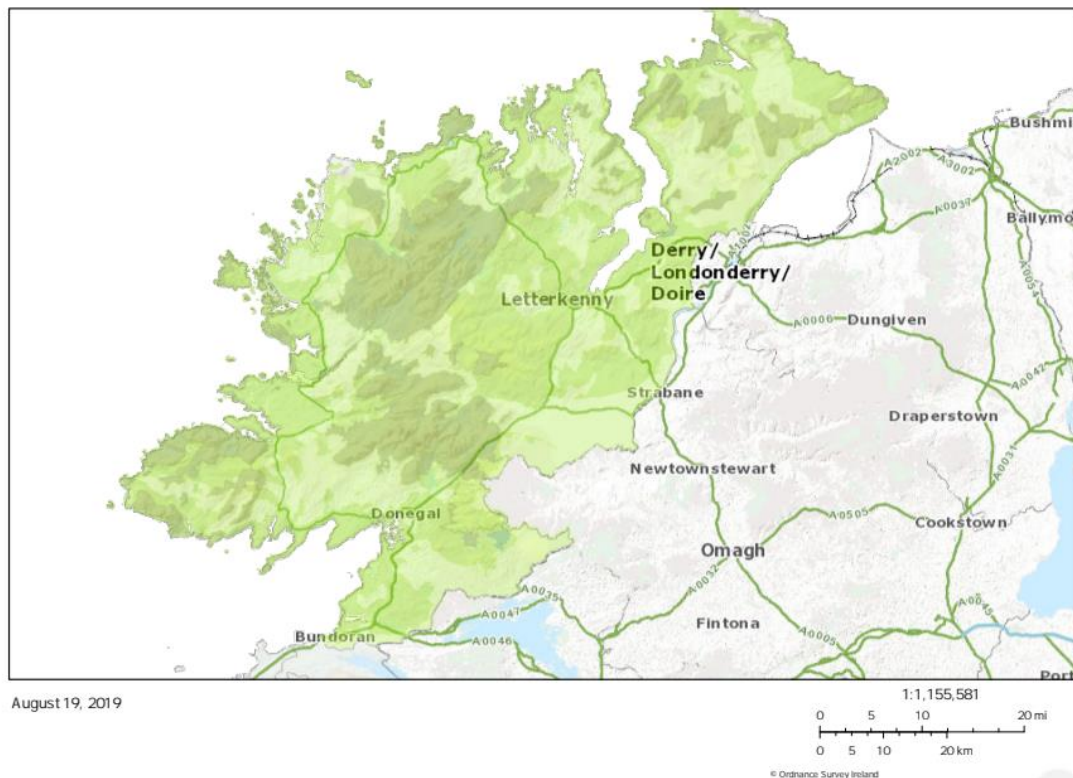 Bushmi
A2002
A3002
A0037
Ballymo
Derry/
Londonderry/
Doire
Letterkenny
A0006
Dungiven
A0054
A0042
Strabane
Draperstown
Newtownstewart
A0031
Donegal
A0505
Cookstown
Omagh
A0032
A0035
A0047
A0045
Bundoran
A0046
Fintona
A0005
Port
August 19, 2019
1:1,155,581
0 5 10 20 mi
0 5 10 20 km
© Ordnance Survey Ireland